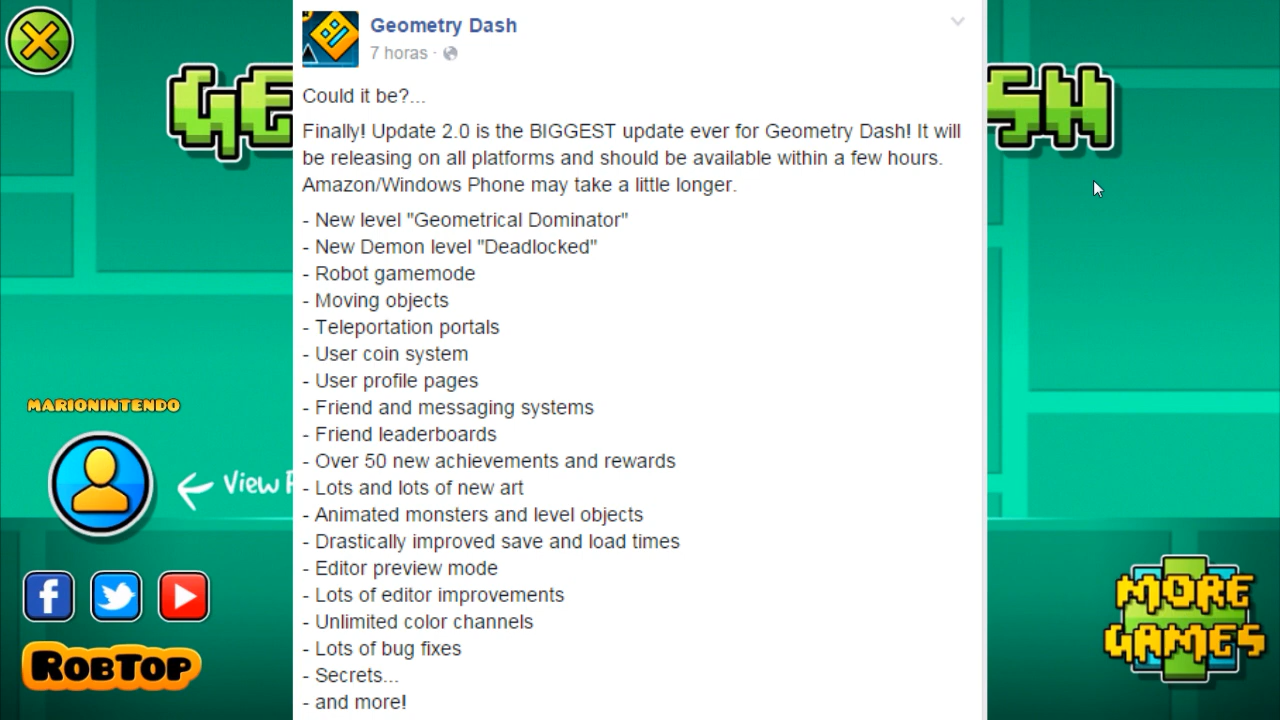 GE
SH
Geometry Dash
7 horas ·
Could it be?...
Finally! Update 2.0 is the BIGGEST update ever for Geometry Dash! It will
be releasing on all platforms and should be available within a few hours.
Amazon/Windows Phone may take a little longer.
- New level "Geometrical Dominator"
- New Demon level "Deadlocked"
- Robot gamemode
- Moving objects
- Teleportation portals
- User coin system
- User profile pages
- Friend and messaging systems
- Friend leaderboards
- Over 50 new achievements and rewards
- Lots and lots of new art
- Animated monsters and level objects
- Drastically improved save and load times
- Editor preview mode
- Lots of editor improvements
- Unlimited color channels
- Lots of bug fixes
- Secrets...
- and more!
MARIONINTENDO
View P
f
ROBTOP
MORE
GAMES